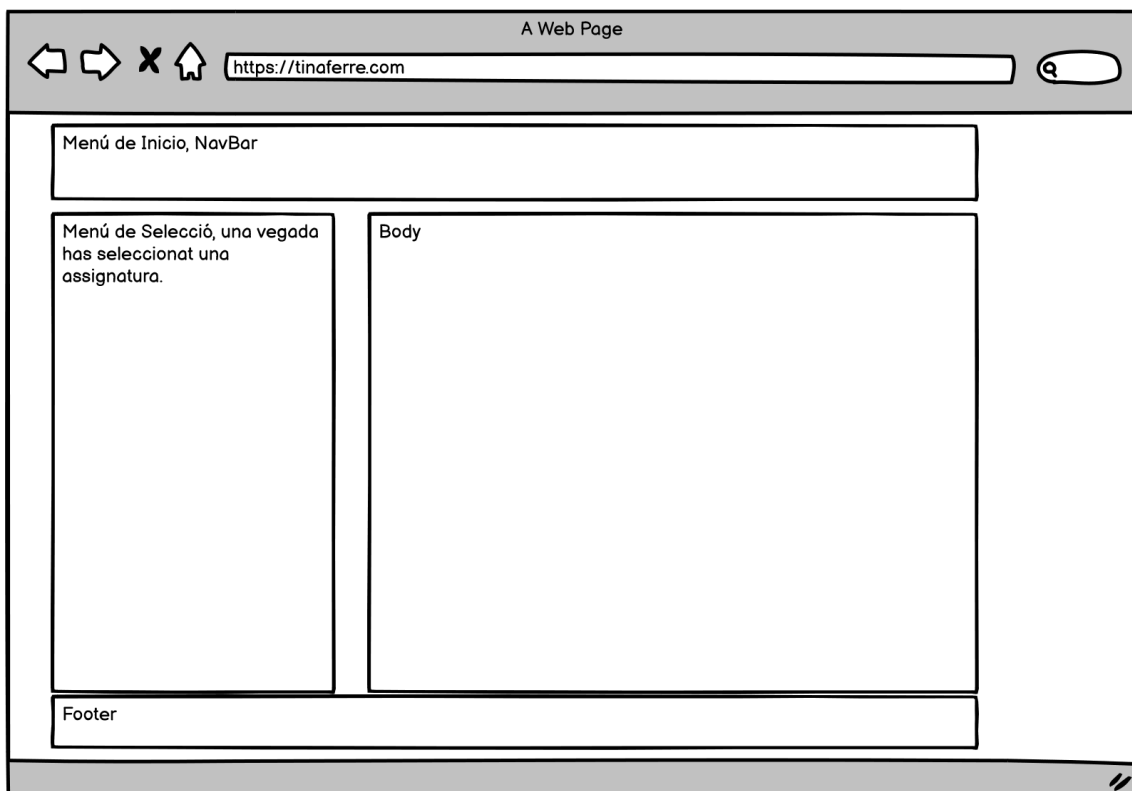 A Web Page
https://tinaferre.com
Menú de Inicio, NavBar
Menú de Selecció, una vegada
has seleccionat una
assignatura.
Body
Footer